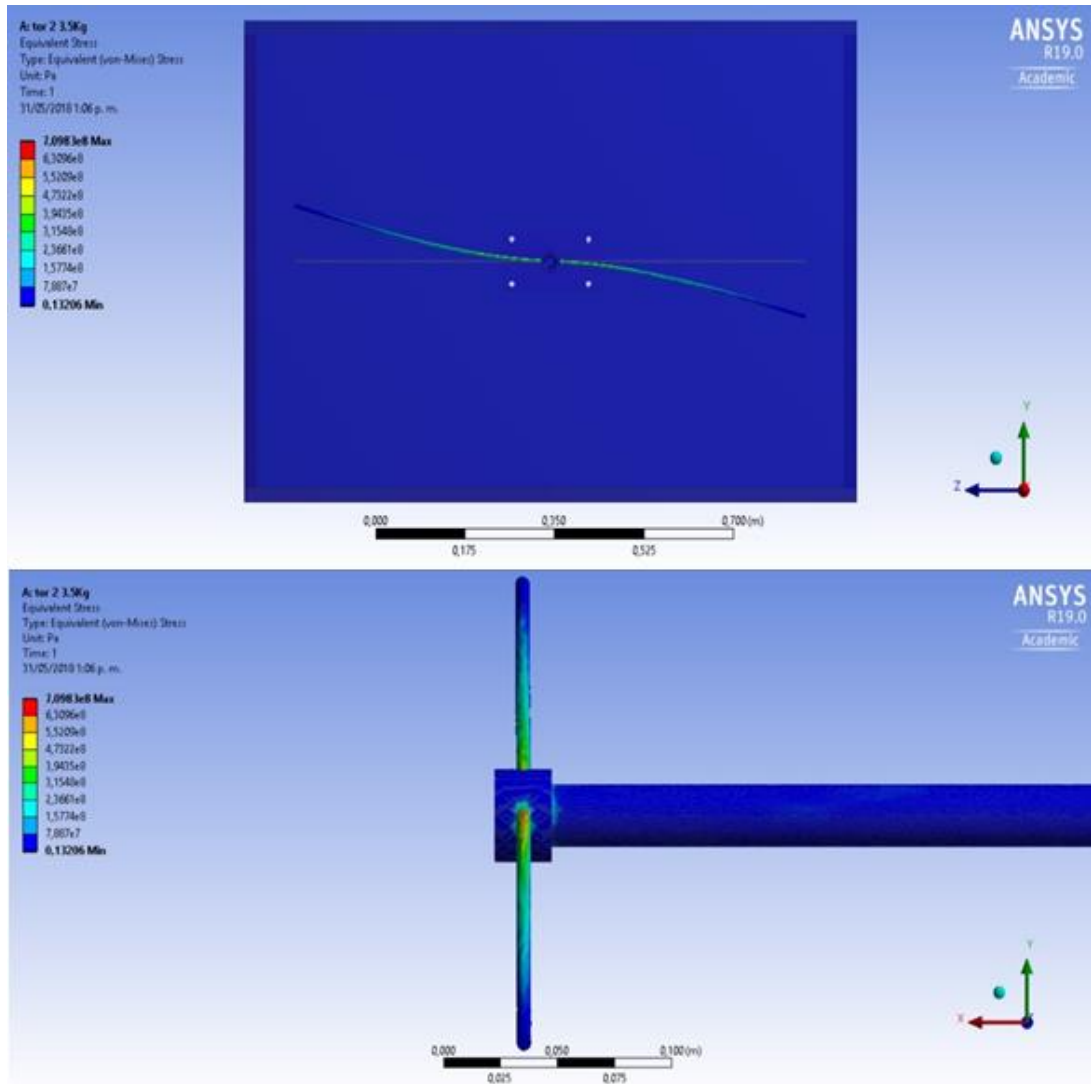 A: tor 2 3.5Kg
Equivalent Stress
Type: Equivalent (von-Mises) Stress
Unit: Pa
Time: 1
31/05/2018 1:06 p. m.
7,0983e8 Max
6,3096e8
5,5209e8
4,7322e8
3,9435e8
3,1548e8
2,3661e8
1,5774e8
7,887e7
0,13206 Min
ANSYS
R19.0
Academic
Y
Z
0,000
0,350
0,700 (m)
0,175
0,525
A: tor 2 3.5Kg
Equivalent Stress
Type: Equivalent (von-Mises) Stress
Unit: Pa
Time: 1
31/05/2018 1:06 p. m.
7,0983e8 Max
6,3096e8
5,5209e8
4,7322e8
3,9435e8
3,1548e8
2,3661e8
1,5774e8
7,887e7
0,13206 Min
ANSYS
R19.0
Academic
Y
X
0,000
0,050
0,100 (m)
0,025
0,075